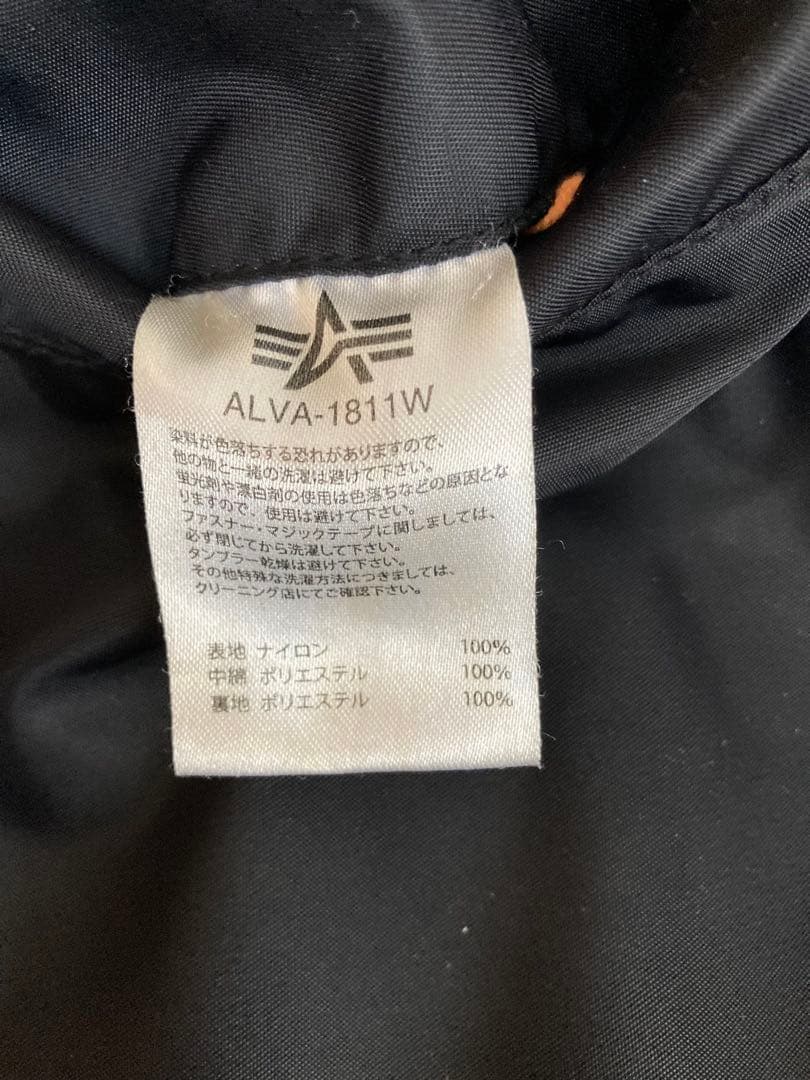 ALVA-1811W
染料が色落ちする恐れがありますので、
他の物と一緒の洗濯は避けて下さい。
蛍光剤や漂白剤の使用は色落ちなどの原因とな
りますので、使用は避けて下さい。
ファスナー・マジックテープに関しましては、
必ず閉じてから洗濯して下さい。
タンブラー乾燥は避けて下さい。
その他特殊な洗濯方法につきましては、
クリーニング店にてご確認下さい。
表地 ナイロン 100%
中綿 ポリエステル 100%
裏地 ポリエステル 100%